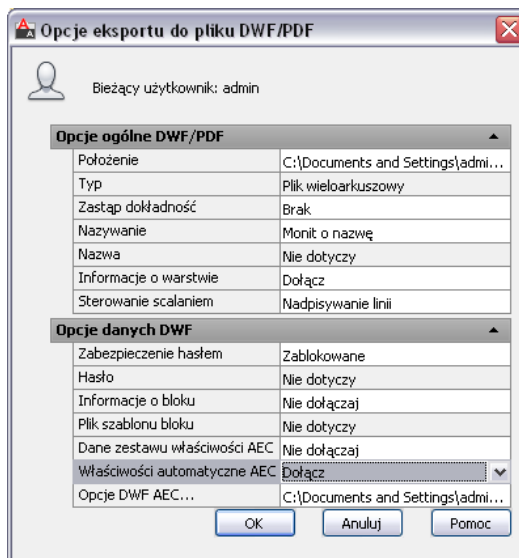 Opcje eksportu do pliku DWF/PDF
Bieżący użytkownik: admin
Opcje ogólne DWF/PDF
Położenie C:\Documents and Settings\admi...
Typ Plik wieloarkuszowy
Zastąp dokładność Brak
Nazywanie Monit o nazwę
Nazwa Nie dotyczy
Informacje o warstwie Dołącz
Sterowanie scalaniem Nadpisywanie linii
Opcje danych DWF
Zabezpieczenie hasłem Zablokowane
Hasło Nie dotyczy
Informacje o bloku Nie dołączaj
Plik szablonu bloku Nie dotyczy
Dane zestawu właściwości AEC Nie dołączaj
Właściwości automatyczne AEC Dołącz
Opcje DWF AEC... C:\Documents and Settings\admi...
OK Anuluj Pomoc